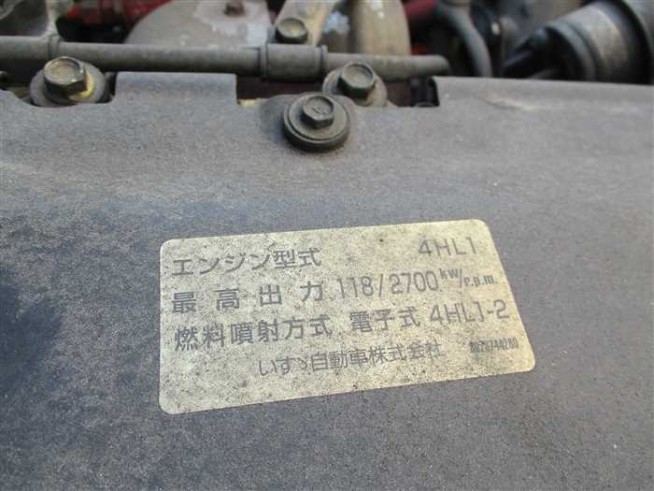 エンジン型式 4HL1
最高出力 118/2700 kW/r.p.m.
燃料噴射方式 電子式 4HL1-2
いすゞ自動車株式会社